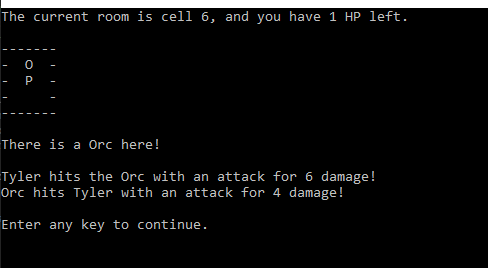 The current room is cell 6, and you have 1 HP left.
-------
-  O  -
-  P  -
-     -
-------
There is a Orc here!
Tyler hits the Orc with an attack for 6 damage!
Orc hits Tyler with an attack for 4 damage!
Enter any key to continue.